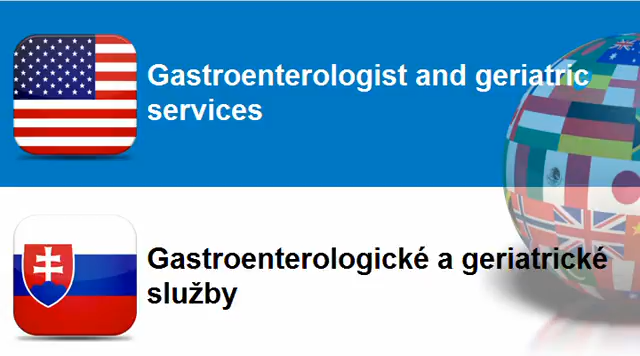 Gastroenterologist and geriatric
services
Gastroenterologické a geriatrické
služby